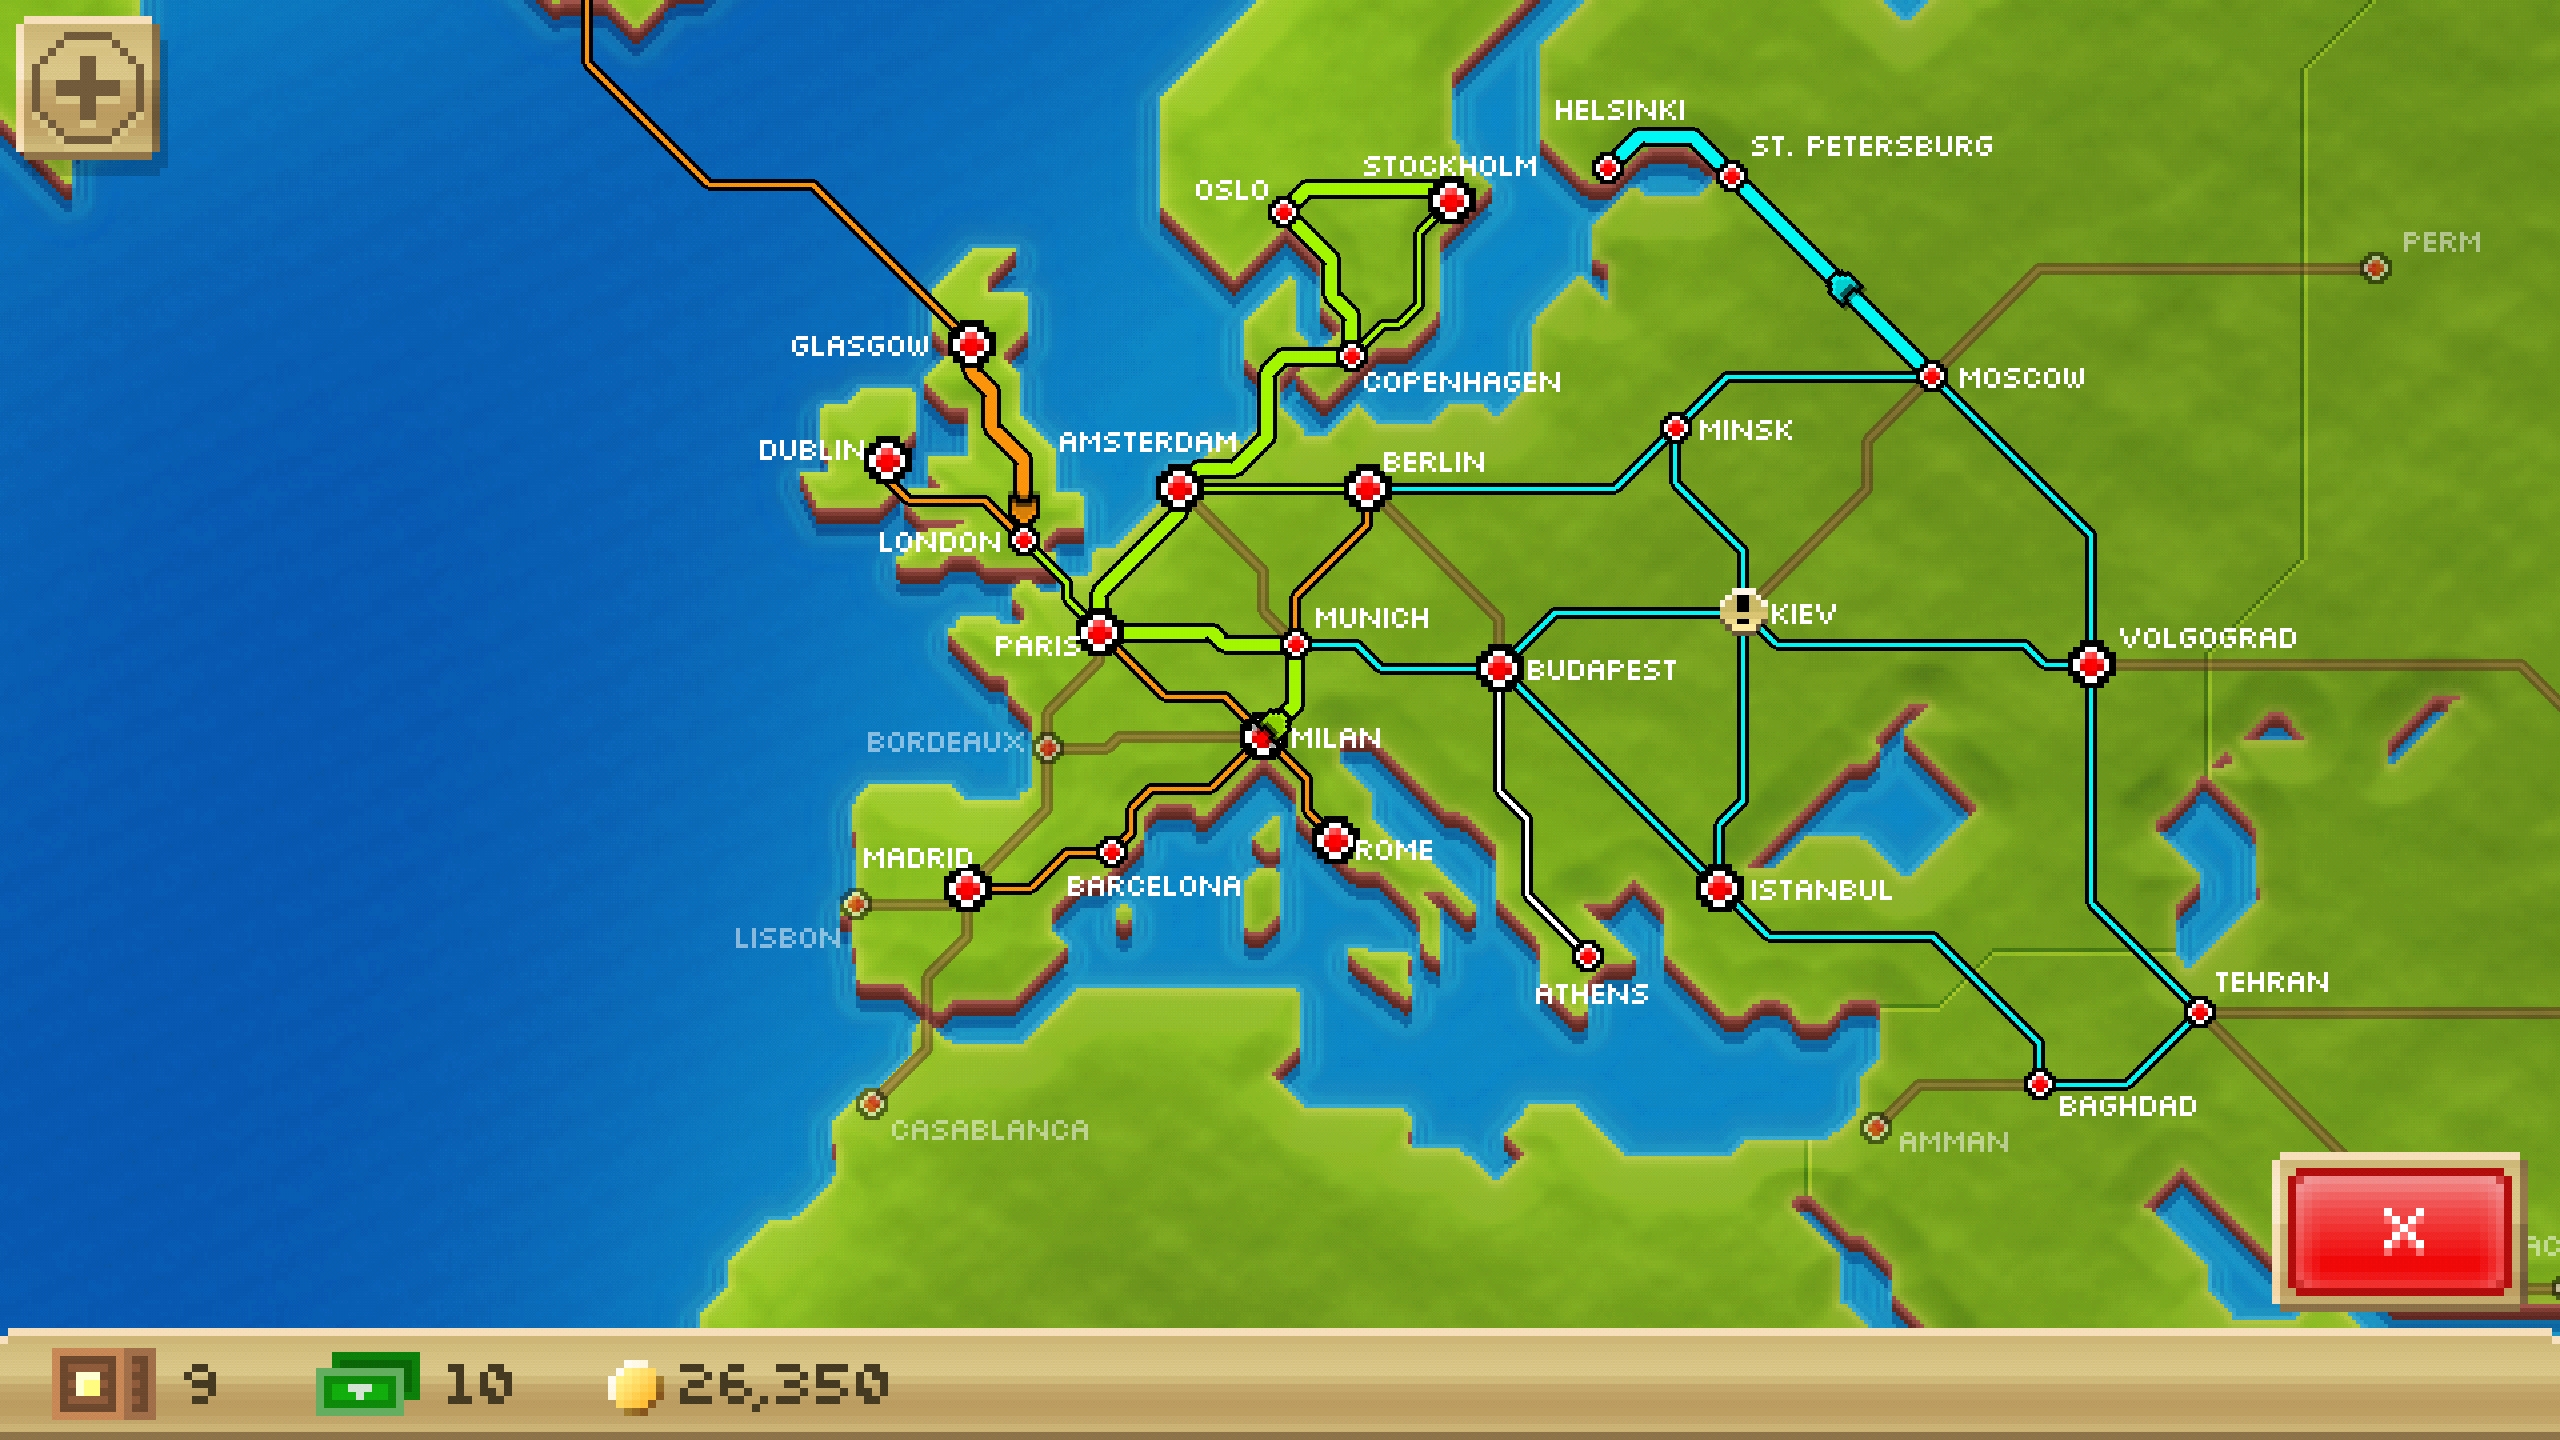 HELSINKI
ST. PETERSBURG
STOCKHOLM
OSLO
PERM
GLASGOW
COPENHAGEN
MOSCOW
MINSK
AMSTERDAM
DUBLIN
BERLIN
LONDON
MUNICH
KIEV
VOLGOGRAD
PARIS
BUDAPEST
BORDEAUX
MILAN
MADRID
ROME
BARCELONA
ISTANBUL
LISBON
TEHRAN
ATHENS
BAGHDAD
CASABLANCA
AMMAN
X
9 10 26,350